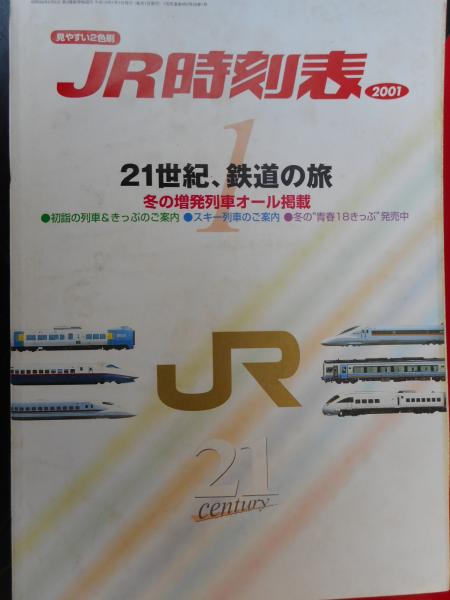 見やすい2色刷
JR時刻表
2001
1
21世紀、鉄道の旅
冬の増発列車オール掲載
●初詣の列車&きっぷのご案内 ●スキー列車のご案内 ●冬の"青春18きっぷ"発売中
JR
21
century